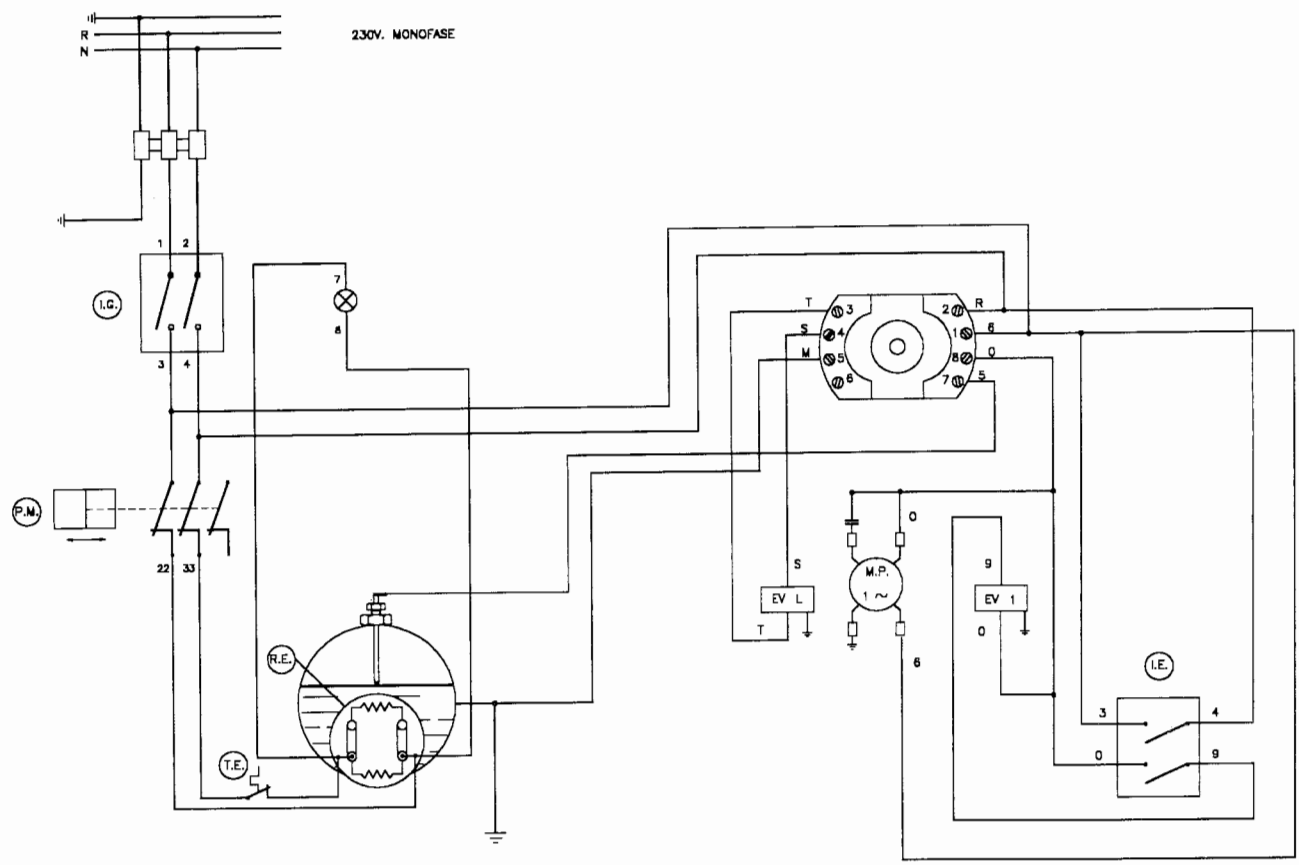 230V. MONOFASE
R
N
1 2
I.G.
3 4
7
8
P.M.
22 33
R.E.
T.E.
T 3 2 R
S 4 1 6
M 5 8 0
6 7 5
0
S
M.P.
1 ~
EV L
T
6
9
EV 1
0
I.E.
3 4
0 9